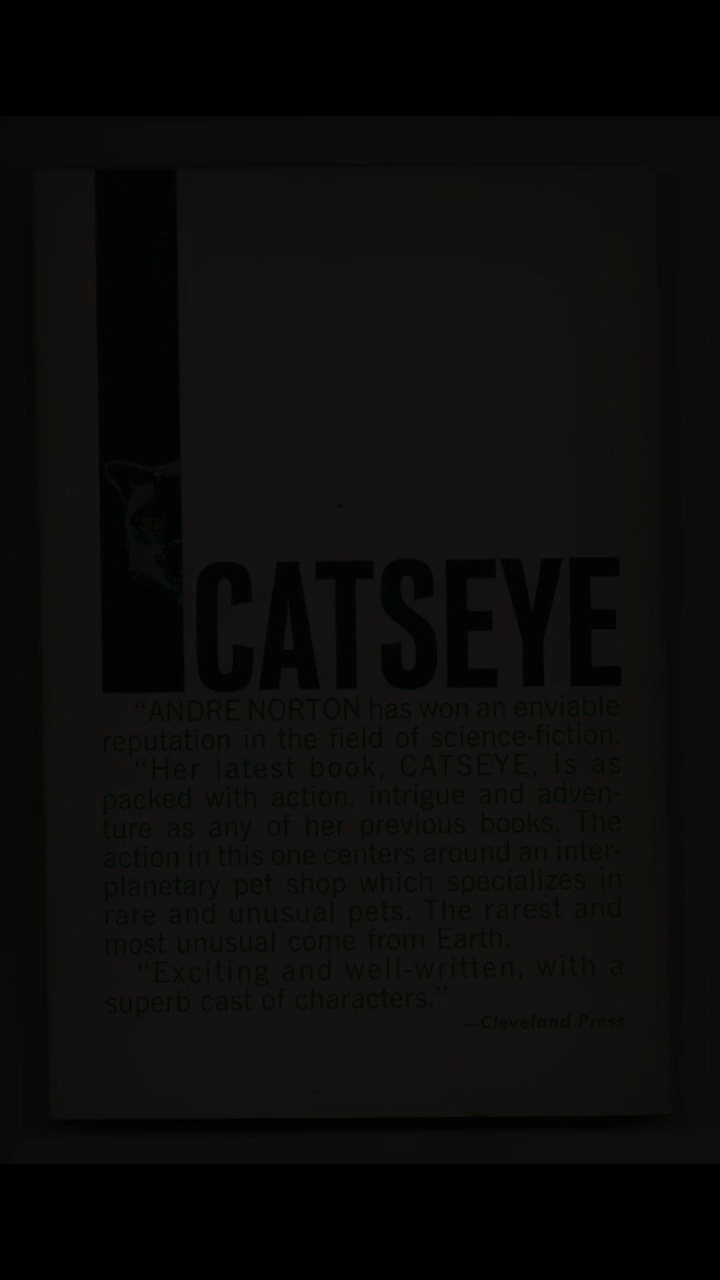 CATSEYE
“ANDRE NORTON has won an enviable
reputation in the field of science-fiction.
“Her latest book, CATSEYE, is as
packed with action, intrigue and adven-
ture as any of her previous books. The
action in this one centers around an inter-
planetary pet shop which specializes in
rare and unusual pets. The rarest and
most unusual come from Earth.
“Exciting and well-written, with a
superb cast of characters.”
—Cleveland Press